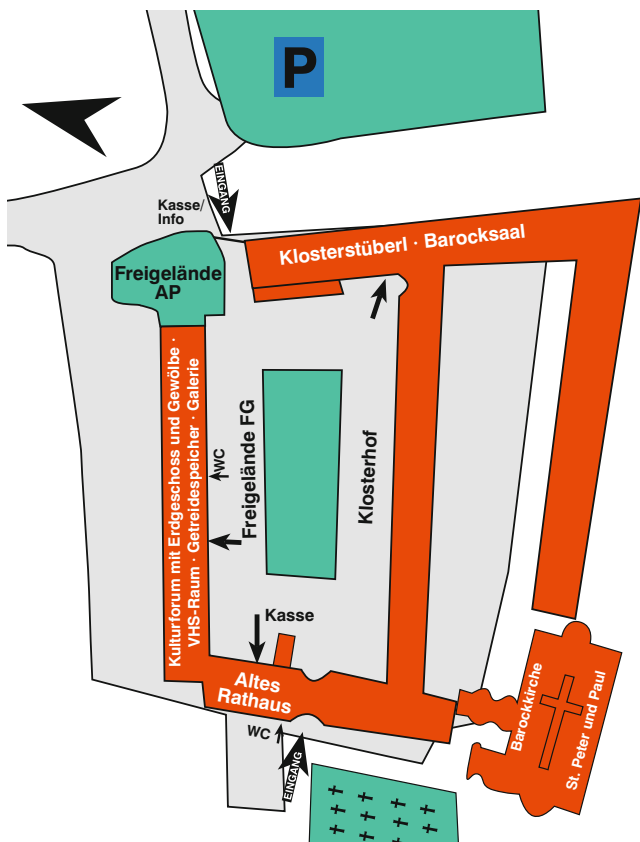 P
EINGANG
Kasse/
Info
Klosterstüberl · Barocksaal
Freigelände
AP
Kulturforum mit Erdgeschoss und Gewölbe ·
VHS-Raum · Getreidespeicher · Galerie
WC
Freigelände FG
Klosterhof
Kasse
Altes
Rathaus
WC
EINGANG
Barockkirche
St. Peter und Paul